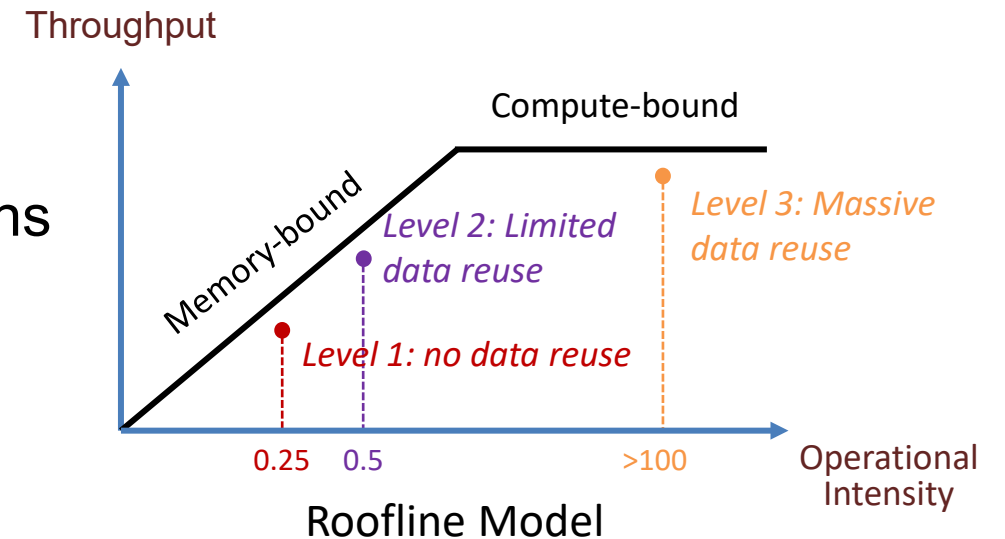 Throughput
Compute-bound
ns
Memory-bound
Level 2: Limited
data reuse
Level 3: Massive
data reuse
Level 1: no data reuse
0.25
0.5
>100
Operational
Intensity
Roofline Model